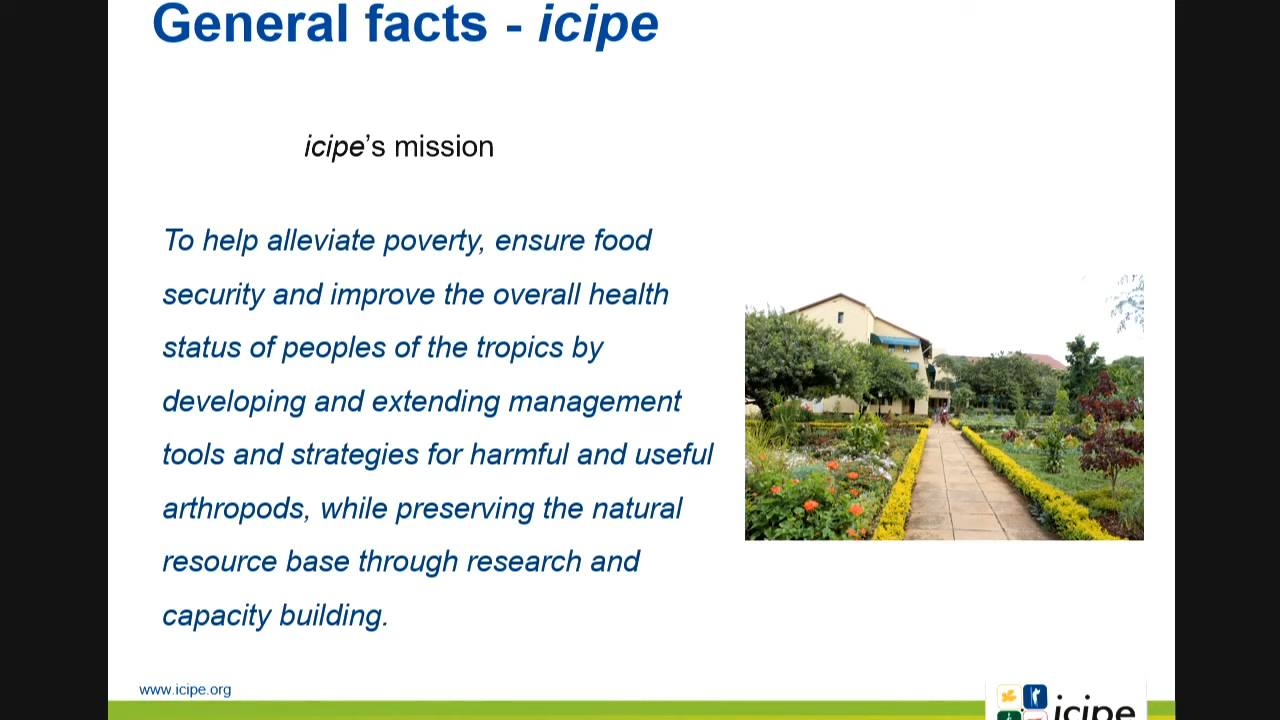 General facts - icipe
icipe’s mission
To help alleviate poverty, ensure food
security and improve the overall health
status of peoples of the tropics by
developing and extending management
tools and strategies for harmful and useful
arthropods, while preserving the natural
resource base through research and
capacity building.
www.icipe.org
icipe